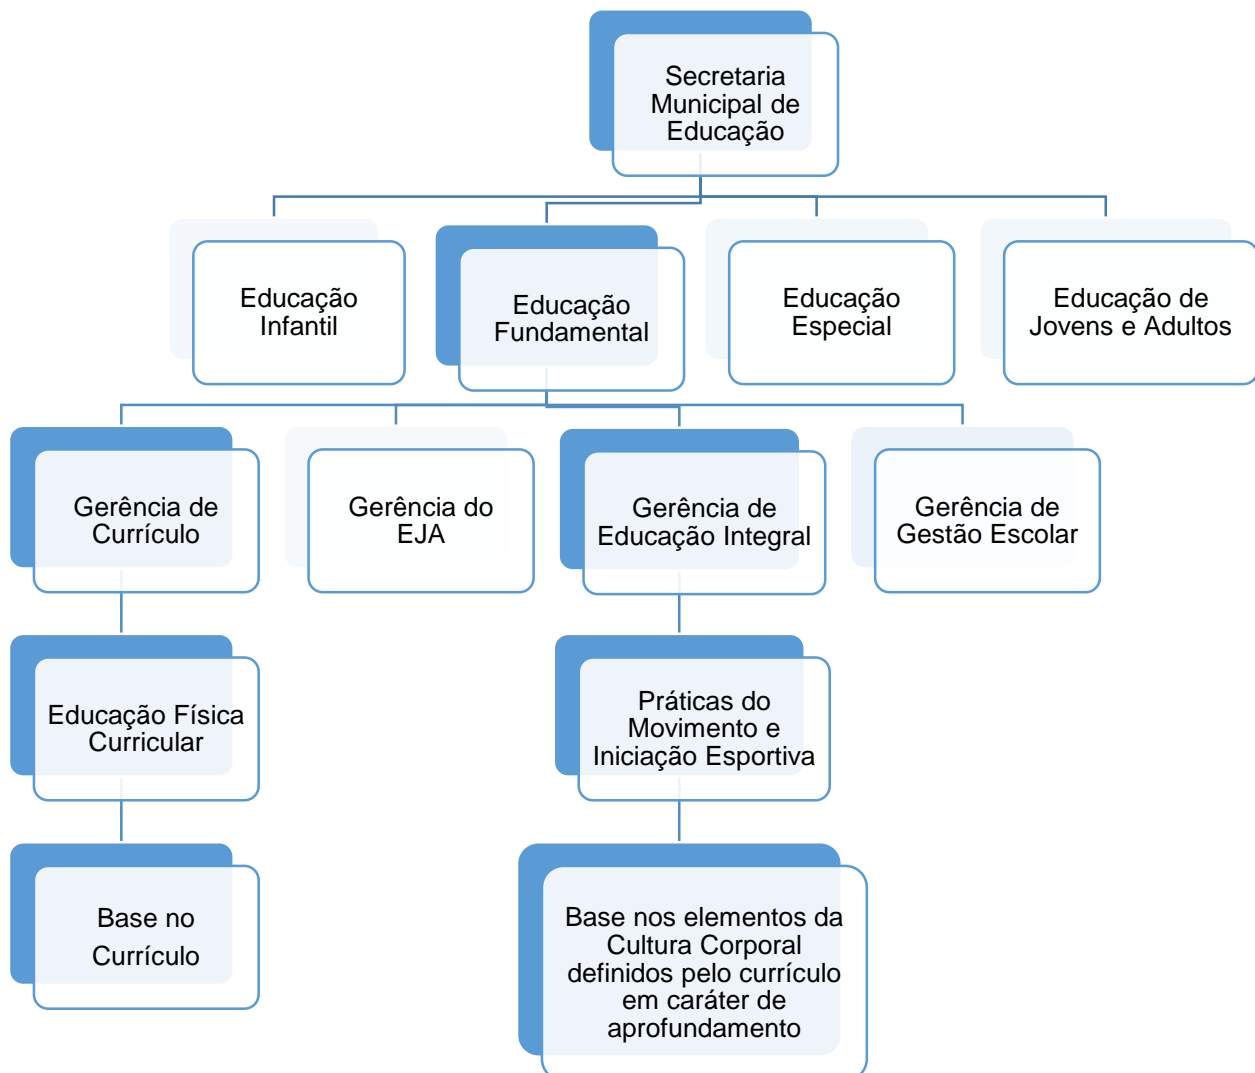 Secretaria
Municipal de
Educação
Educação
Infantil
Educação
Fundamental
Educação
Especial
Educação de
Jovens e Adultos
Gerência de
Currículo
Gerência do
EJA
Gerência de
Educação Integral
Gerência de
Gestão Escolar
Educação Física
Curricular
Práticas do
Movimento e
Iniciação Esportiva
Base no
Currículo
Base nos elementos da
Cultura Corporal
definidos pelo currículo
em caráter de
aprofundamento